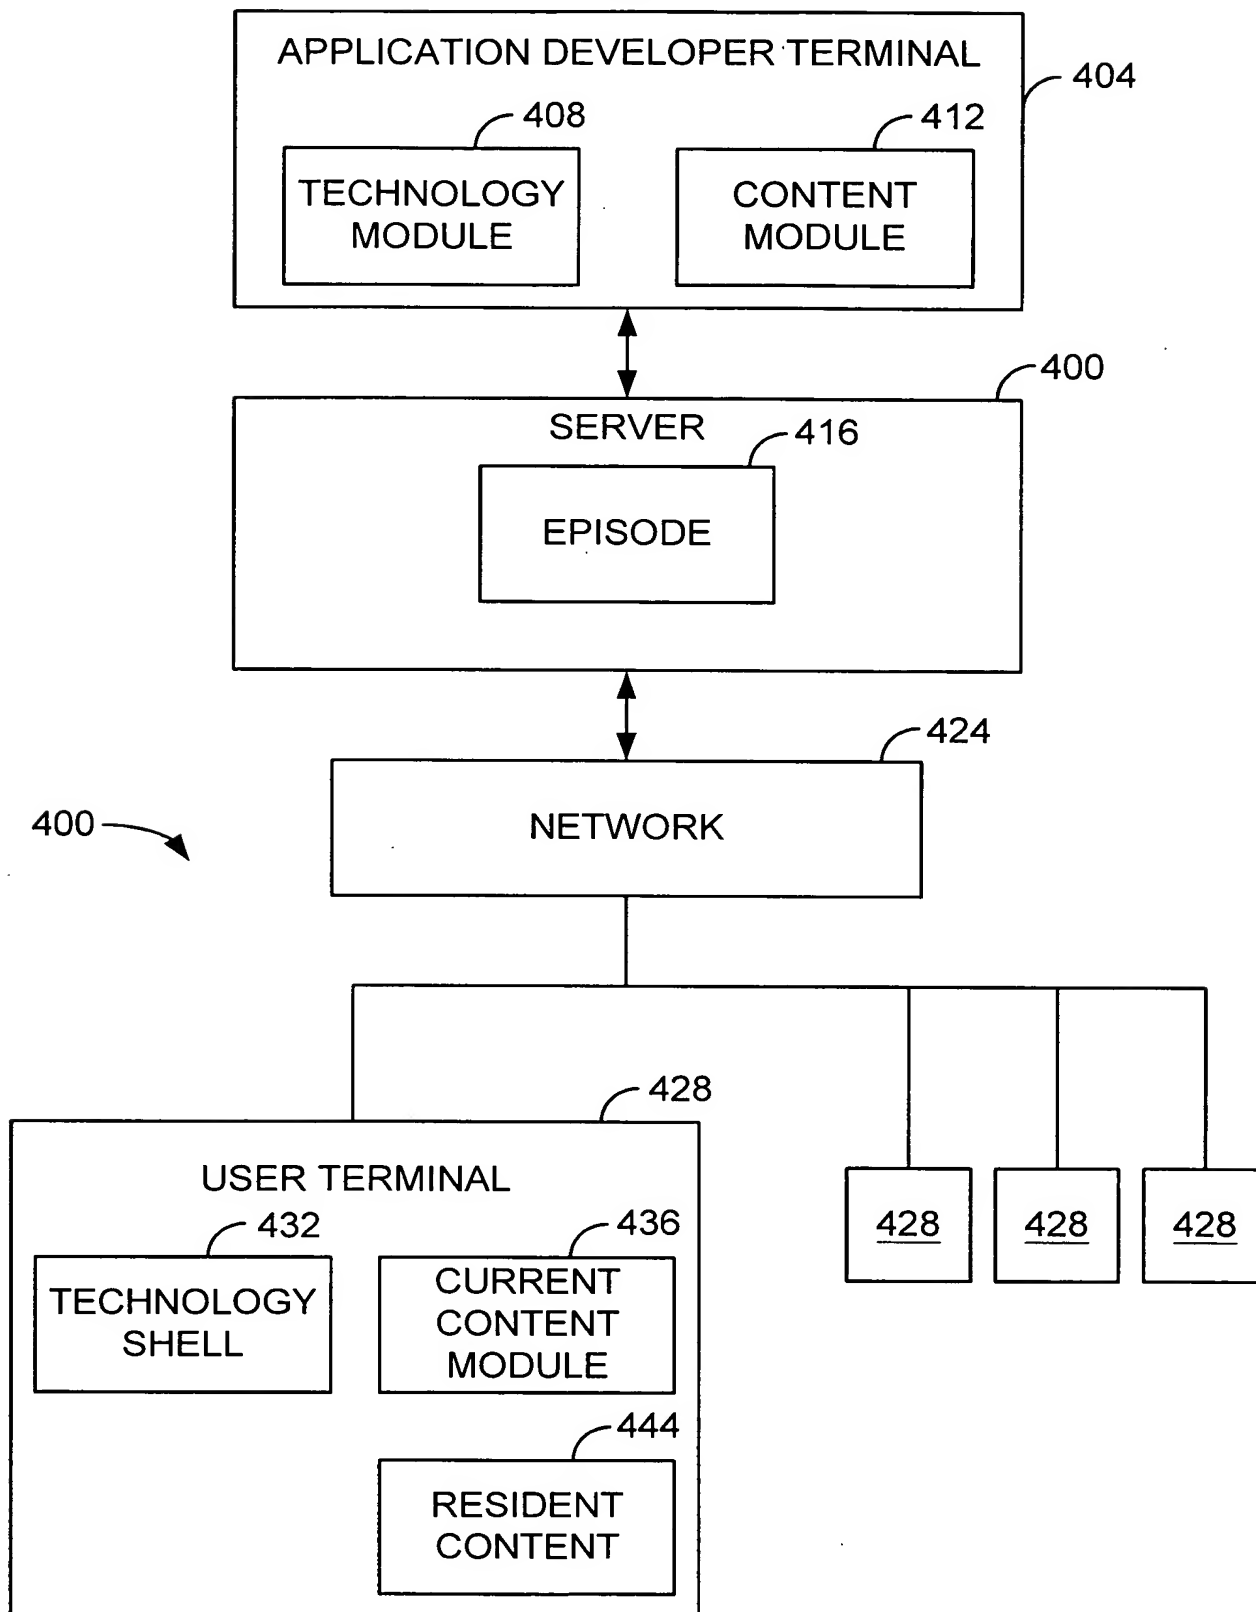 APPLICATION DEVELOPER TERMINAL
404
408
412
TECHNOLOGY
MODULE
CONTENT
MODULE
400
SERVER
416
EPISODE
424
NETWORK
400
428
USER TERMINAL
432
436
TECHNOLOGY
SHELL
CURRENT
CONTENT
MODULE
428
428
428
444
RESIDENT
CONTENT